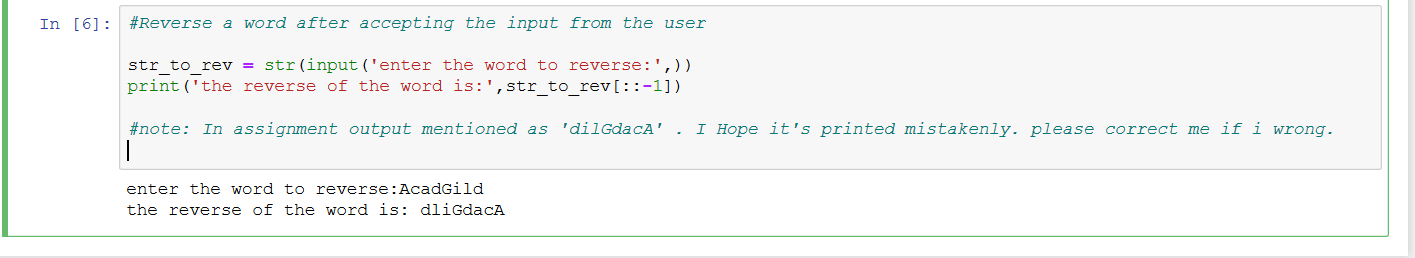 In [6]: #Reverse a word after accepting the input from the user
str_to_rev = str(input('enter the word to reverse:',))
print('the reverse of the word is:',str_to_rev[::-1])
#note: In assignment output mentioned as 'dilGdacA' . I Hope it's printed mistakenly. please correct me if i wrong.
enter the word to reverse:AcadGild
the reverse of the word is: dliGdacA